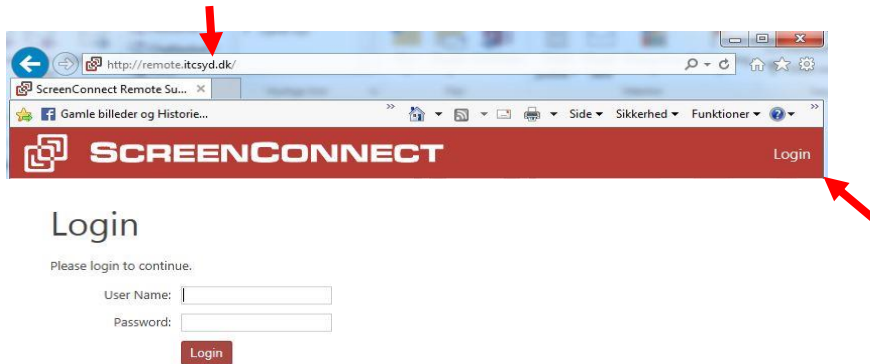 http://remote.itcsyd.dk/
ScreenConnect Remote Su...
Gamle billeder og Historie... Side Sikkerhed Funktioner
SCREENCONNECT Login
Login
Please login to continue.
User Name:
Password:
Login